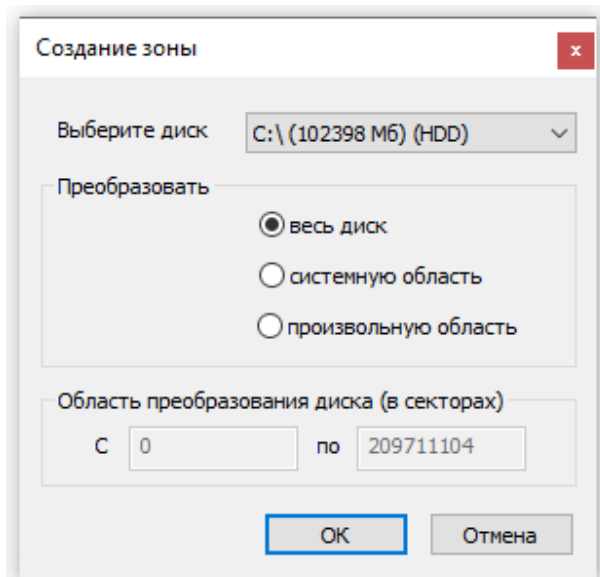 Создание зоны
x
Выберите диск C:\ (102398 Мб) (HDD)
Преобразовать
весь диск
системную область
произвольную область
Область преобразования диска (в секторах)
С 0 по 209711104
OK Отмена